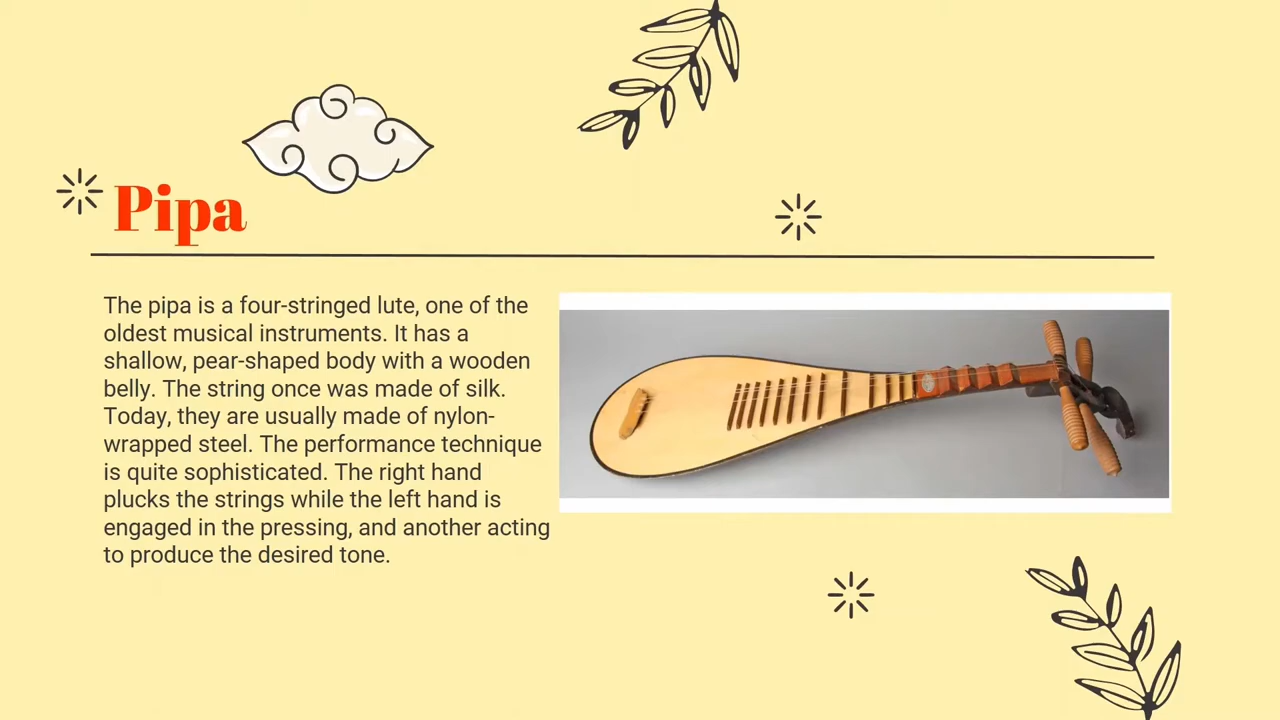 Pipa
The pipa is a four-stringed lute, one of the
oldest musical instruments. It has a
shallow, pear-shaped body with a wooden
belly. The string once was made of silk.
Today, they are usually made of nylon-
wrapped steel. The performance technique
is quite sophisticated. The right hand
plucks the strings while the left hand is
engaged in the pressing, and another acting
to produce the desired tone.